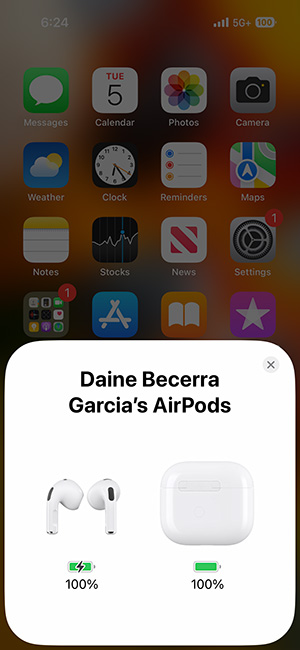 6:24
5G+ 100
Messages
TUE
5
Calendar
Photos
Camera
Weather
Clock
Reminders
Maps
Notes
Stocks
News
1
Settings
1
Daine Becerra
Garcia's AirPods
100%
100%